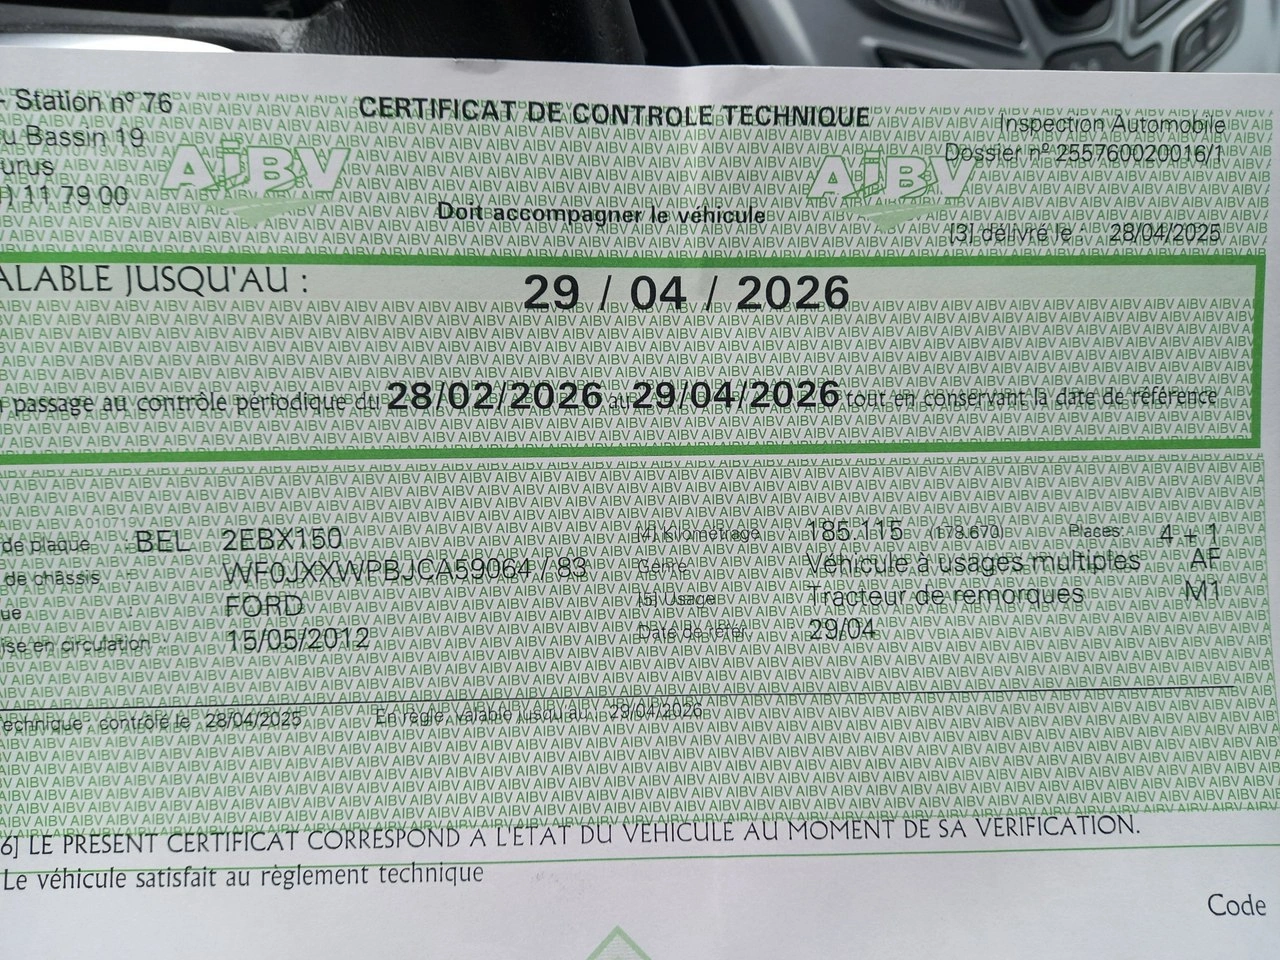 - Station n° 76
CERTIFICAT DE CONTROLE TECHNIQUE
Inspection Automobile
u Bassin 19
AIBV
AIBV
Dossier n° 255760020016/1
urus
) 11 79 00
Doit accompagner le véhicule
[3] délivré le : 28/04/2025
ALABLE JUSQU'AU : 29 / 04 / 2026
passage au contrôle périodique du 28/02/2026 au 29/04/2026 tout en conservant la date de référence
A010719
de plaque BEL 2EBX150 [4] Kilométrage 185.115 (178.670) Places: 4 + 1
de châssis WF0JXXWPBJCA59064 / 83 Genre Véhicule à usages multiples AF
ue FORD [5] Usage Tracteur de remorques M1
ise en circulation : 15/05/2012 Date de référ. : 29/04
echnique : contrôlé le 28/04/2025 En règle, valable jusqu'au 29/04/2026
6] LE PRESENT CERTIFICAT CORRESPOND A L'ETAT DU VEHICULE AU MOMENT DE SA VERIFICATION.
Le véhicule satisfait au règlement technique
Code